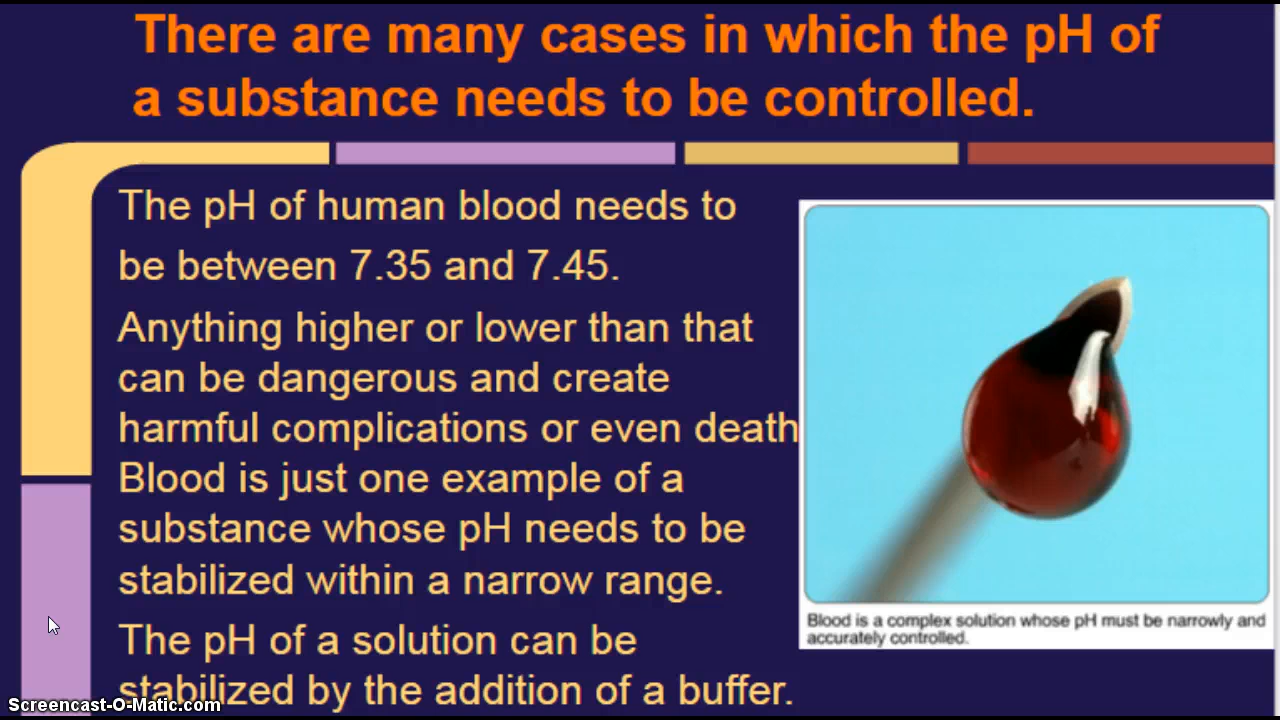 There are many cases in which the pH of
a substance needs to be controlled.
The pH of human blood needs to
be between 7.35 and 7.45.
Anything higher or lower than that
can be dangerous and create
harmful complications or even death
Blood is just one example of a
substance whose pH needs to be
stabilized within a narrow range.
The pH of a solution can be
stabilized by the addition of a buffer.
Blood is a complex solution whose pH must be narrowly and
accurately controlled.
Screencast-O-Matic.com